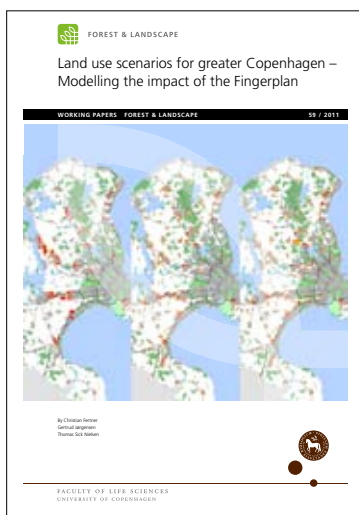 FOREST & LANDSCAPE
Land use scenarios for greater Copenhagen –
Modelling the impact of the Fingerplan
WORKING PAPERS FOREST & LANDSCAPE 59 / 2011
By Christian Fertner
Gertrud Jørgensen
Thomas Sick Nielsen
FACULTY OF LIFE SCIENCES
UNIVERSITY OF COPENHAGEN